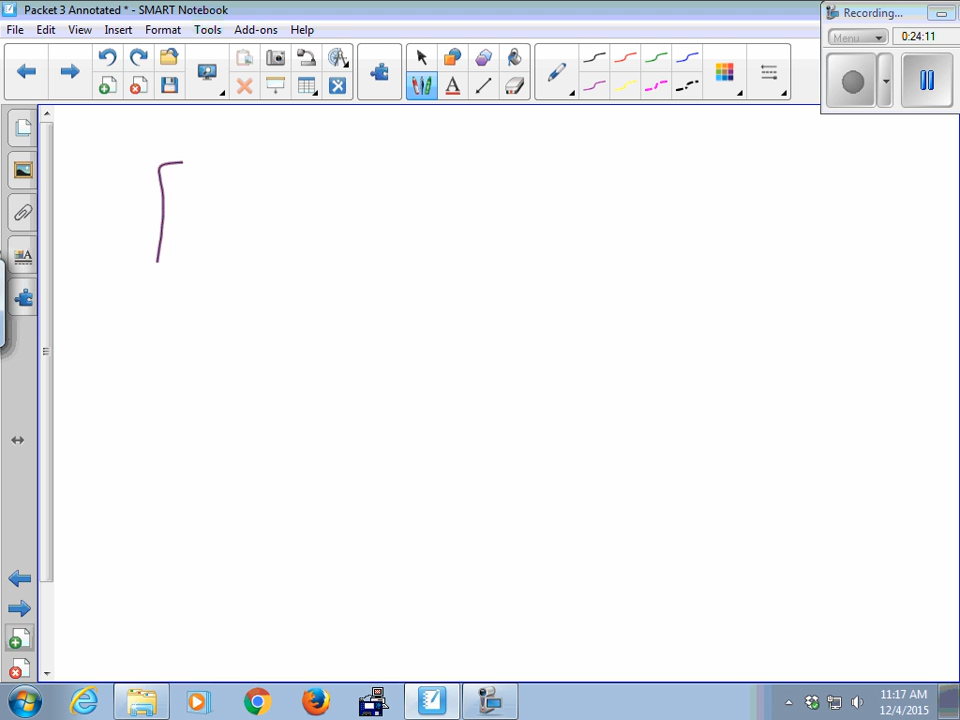 Packet 3 Annotated * - SMART Notebook
File Edit View Insert Format Tools Add-ons Help
Recording...
Menu
0:24:11
11:17 AM
12/4/2015